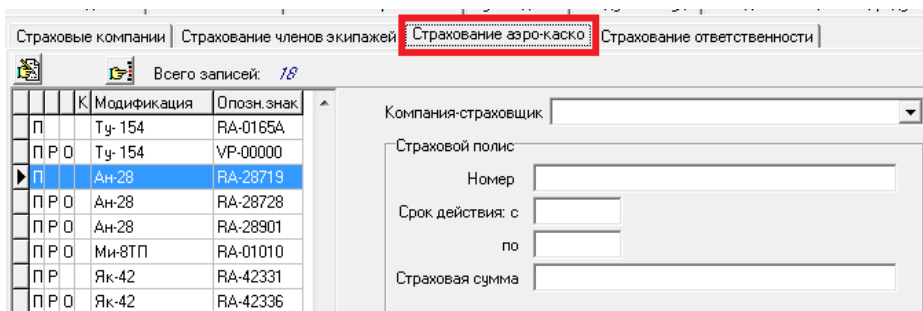 Страховые компании Страхование членов экипажей Страхование аэро-каско Страхование ответственности
Всего записей: 18
К Модификация Опозн.знак
П Ту- 154 RA-0165A
П Р О Ту- 154 VP-00000
П Ан-28 RA-28719
П Р О Ан-28 RA-28728
П Р О Ан-28 RA-28901
П Р О Ми-8ТП RA-01010
П Р Як-42 RA-42331
П Р О Як-42 RA-42336
Компания-страховщик
Страховой полис
Номер
Срок действия: с
по
Страховая сумма